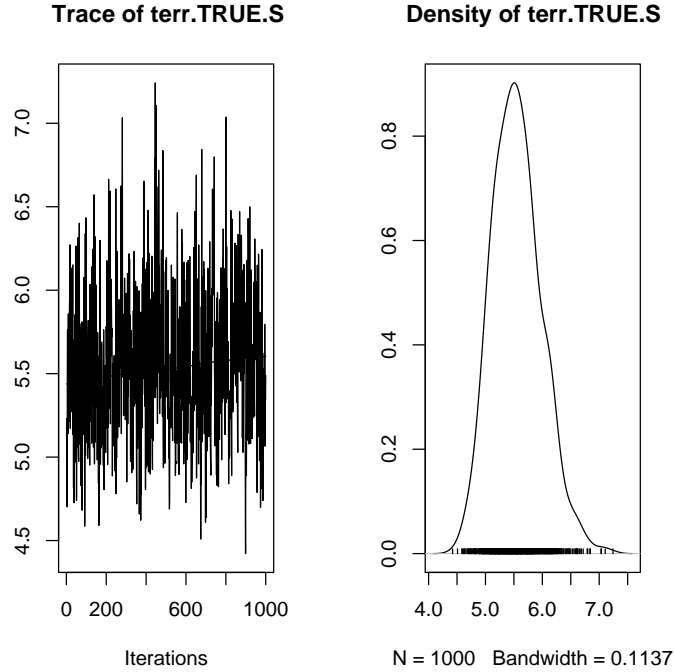 Trace of terr.TRUE.S
7.0
6.5
6.0
5.5
5.0
4.5
0 200 600 1000
Iterations
Density of terr.TRUE.S
0.8
0.6
0.4
0.2
0.0
4.0 5.0 6.0 7.0
N = 1000 Bandwidth = 0.1137